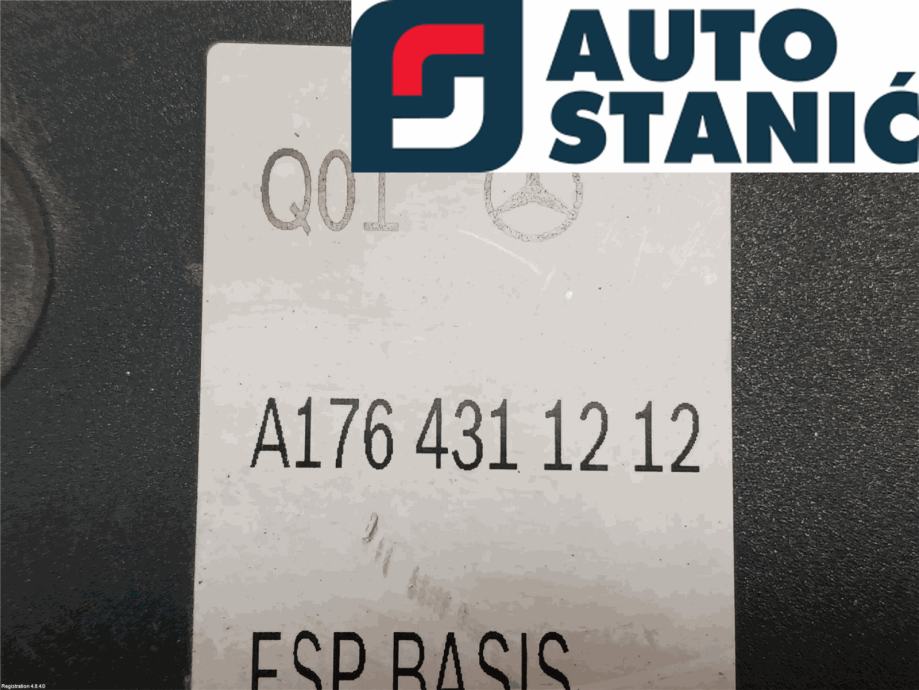 AUTO
STANIĆ
Q01
A176 431 12 12
ESP BASIS
Registration 4.8.4.0